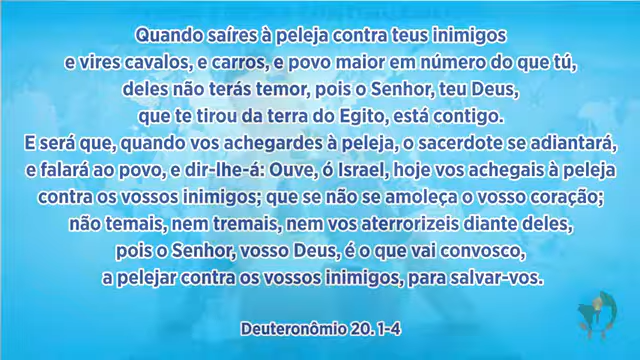 Quando saíres à peleja contra teus inimigos
e vires cavalos, e carros, e povo maior em número do que tú,
deles não terás temor, pois o Senhor, teu Deus,
que te tirou da terra do Egito, está contigo.
E será que, quando vos achegardes à peleja, o sacerdote se adiantará,
e falará ao povo, e dir-lhe-á: Ouve, ó Israel, hoje vos achegais à peleja
contra os vossos inimigos; que se não se amoleça o vosso coração;
não temais, nem tremais, nem vos aterrorizeis diante deles,
pois o Senhor, vosso Deus, é o que vai convosco,
a pelejar contra os vossos inimigos, para salvar-vos.
Deuteronômio 20. 1-4